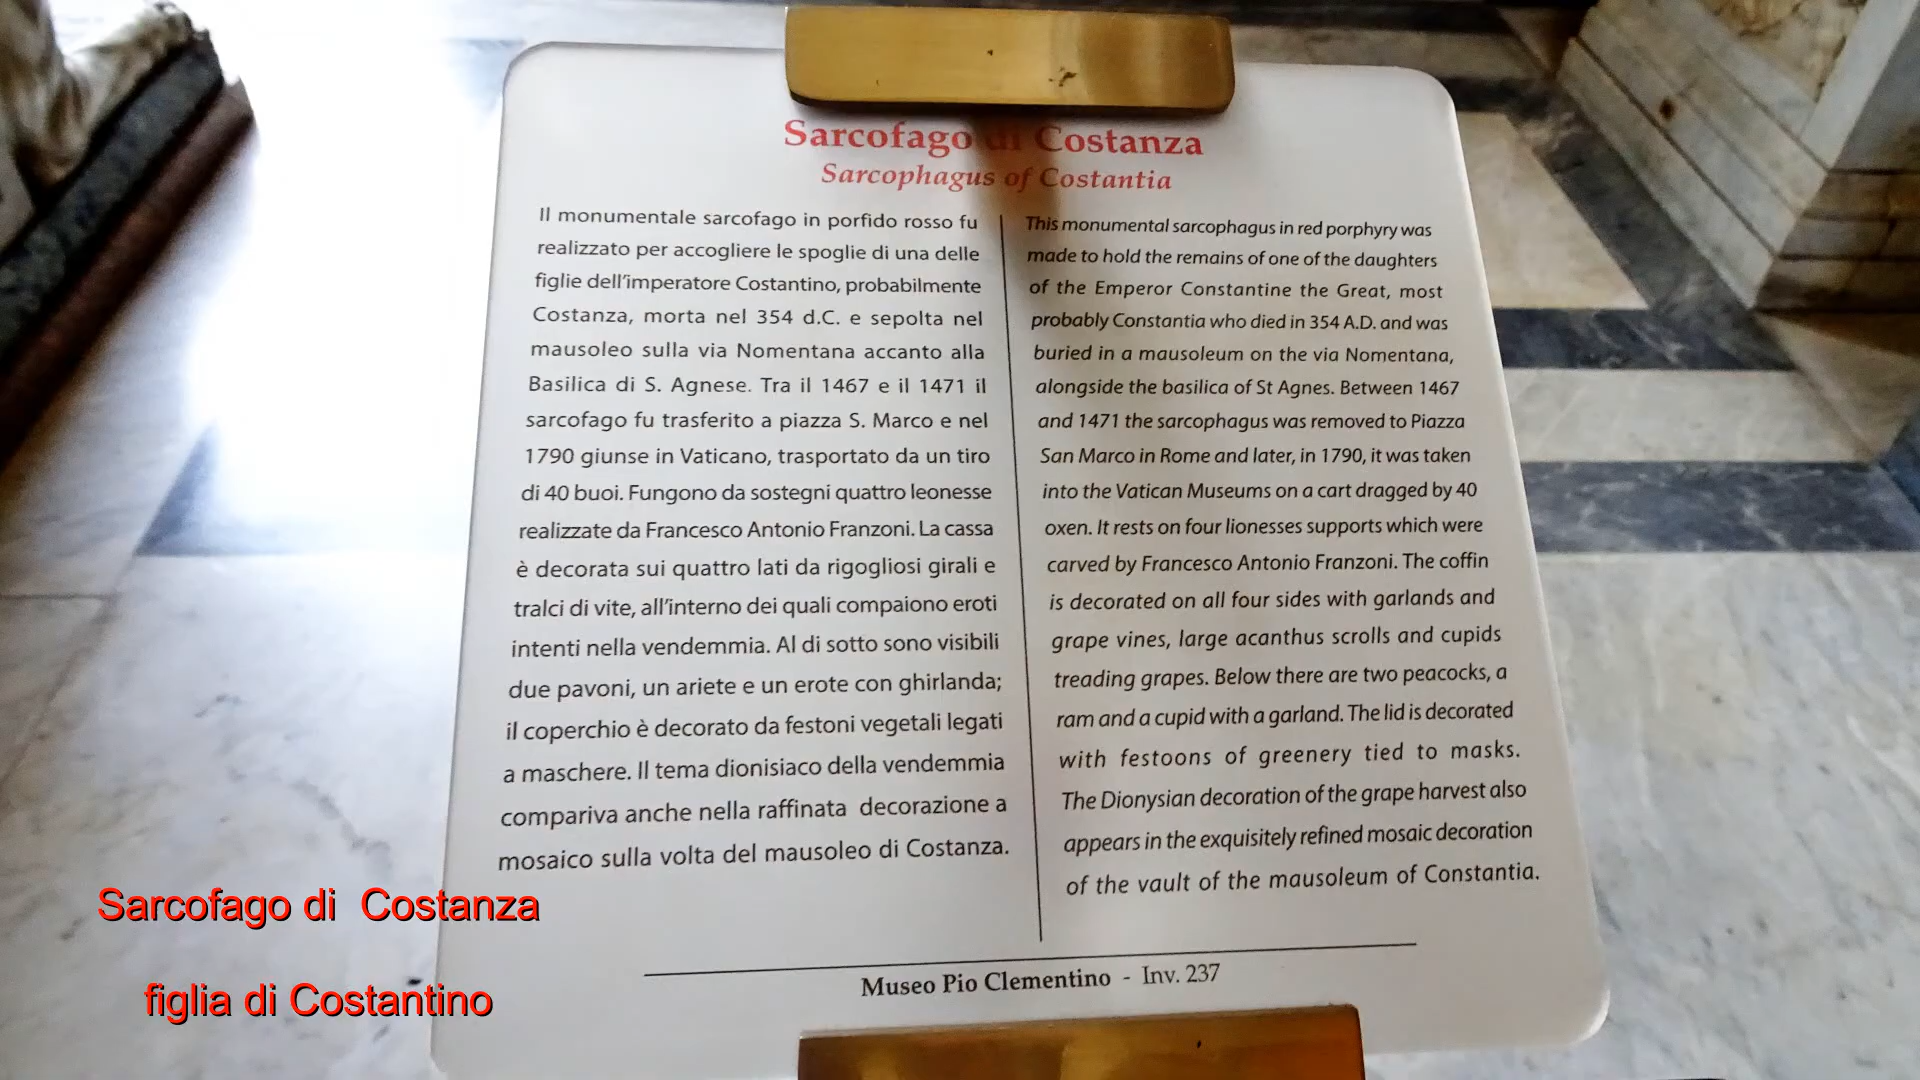 Sarcofago di Costanza
Sarcophagus of Costantia
Il monumentale sarcofago in porfido rosso fu
realizzato per accogliere le spoglie di una delle
figlie dell'imperatore Costantino, probabilmente
Costanza, morta nel 354 d.C. e sepolta nel
mausoleo sulla via Nomentana accanto alla
Basilica di S. Agnese. Tra il 1467 e il 1471 il
sarcofago fu trasferito a piazza S. Marco e nel
1790 giunse in Vaticano, trasportato da un tiro
di 40 buoi. Fungono da sostegni quattro leonesse
realizzate da Francesco Antonio Franzoni. La cassa
è decorata sui quattro lati da rigogliosi girali e
tralci di vite, all'interno dei quali compaiono eroti
intenti nella vendemmia. Al di sotto sono visibili
due pavoni, un ariete e un erote con ghirlanda;
il coperchio è decorato da festoni vegetali legati
a maschere. Il tema dionisiaco della vendemmia
compariva anche nella raffinata decorazione a
mosaico sulla volta del mausoleo di Costanza.
This monumental sarcophagus in red porphyry was
made to hold the remains of one of the daughters
of the Emperor Constantine the Great, most
probably Constantia who died in 354 A.D. and was
buried in a mausoleum on the via Nomentana,
alongside the basilica of St Agnes. Between 1467
and 1471 the sarcophagus was removed to Piazza
San Marco in Rome and later, in 1790, it was taken
into the Vatican Museums on a cart dragged by 40
oxen. It rests on four lionesses supports which were
carved by Francesco Antonio Franzoni. The coffin
is decorated on all four sides with garlands and
grape vines, large acanthus scrolls and cupids
treading grapes. Below there are two peacocks, a
ram and a cupid with a garland. The lid is decorated
with festoons of greenery tied to masks.
The Dionysian decoration of the grape harvest also
appears in the exquisitely refined mosaic decoration
of the vault of the mausoleum of Constantia.
Museo Pio Clementino - Inv. 237
Sarcofago di Costanza
figlia di Costantino